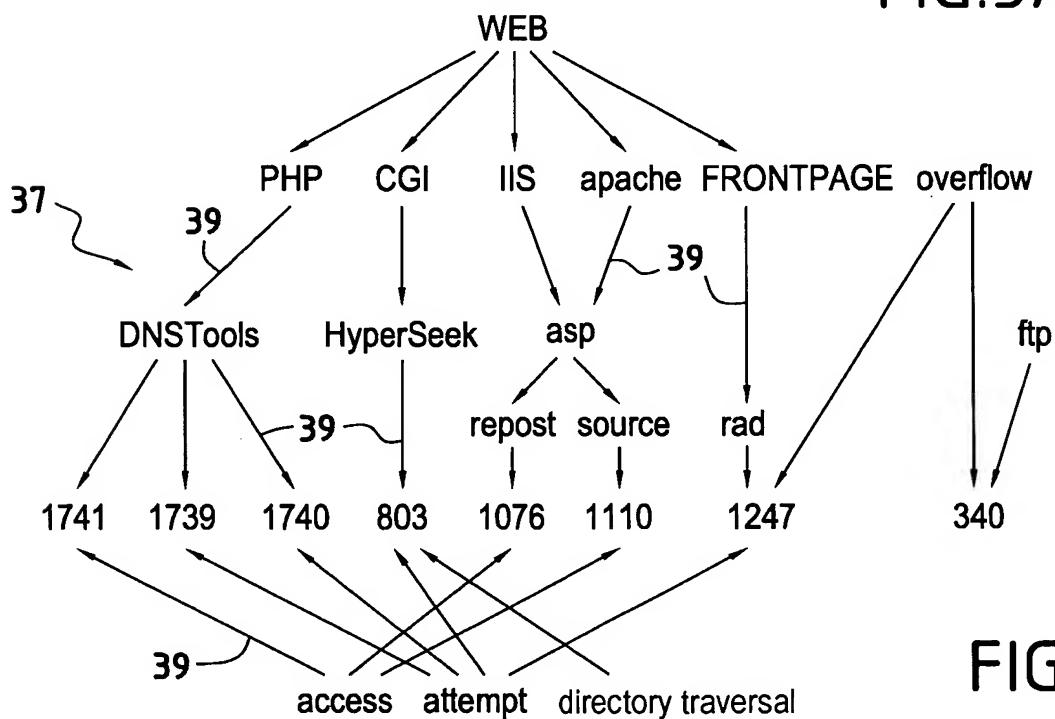 WEB
PHP CGI IIS apache FRONTPAGE overflow
37
39
39
DNSTools HyperSeek asp ftp
39
repost source rad
1741 1739 1740 803 1076 1110 1247 340
39
access attempt directory traversal
FIG